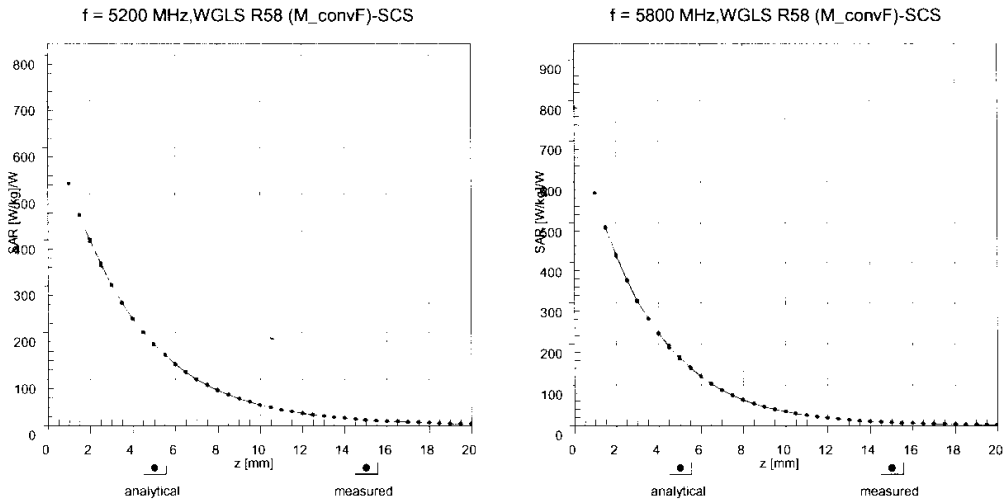 f = 5200 MHz,WGLS R58 (M_convF)-SCS
800
700
600
500
400
300
200
100
0
SAR [W/kg]/W
0 2 4 6 8 10 12 14 16 18 20
z [mm]
analytical measured
f = 5800 MHz,WGLS R58 (M_convF)-SCS
900
800
700
600
500
400
300
200
100
0
SAR [W/kg]/W
0 2 4 6 8 10 12 14 16 18 20
z [mm]
analytical measured